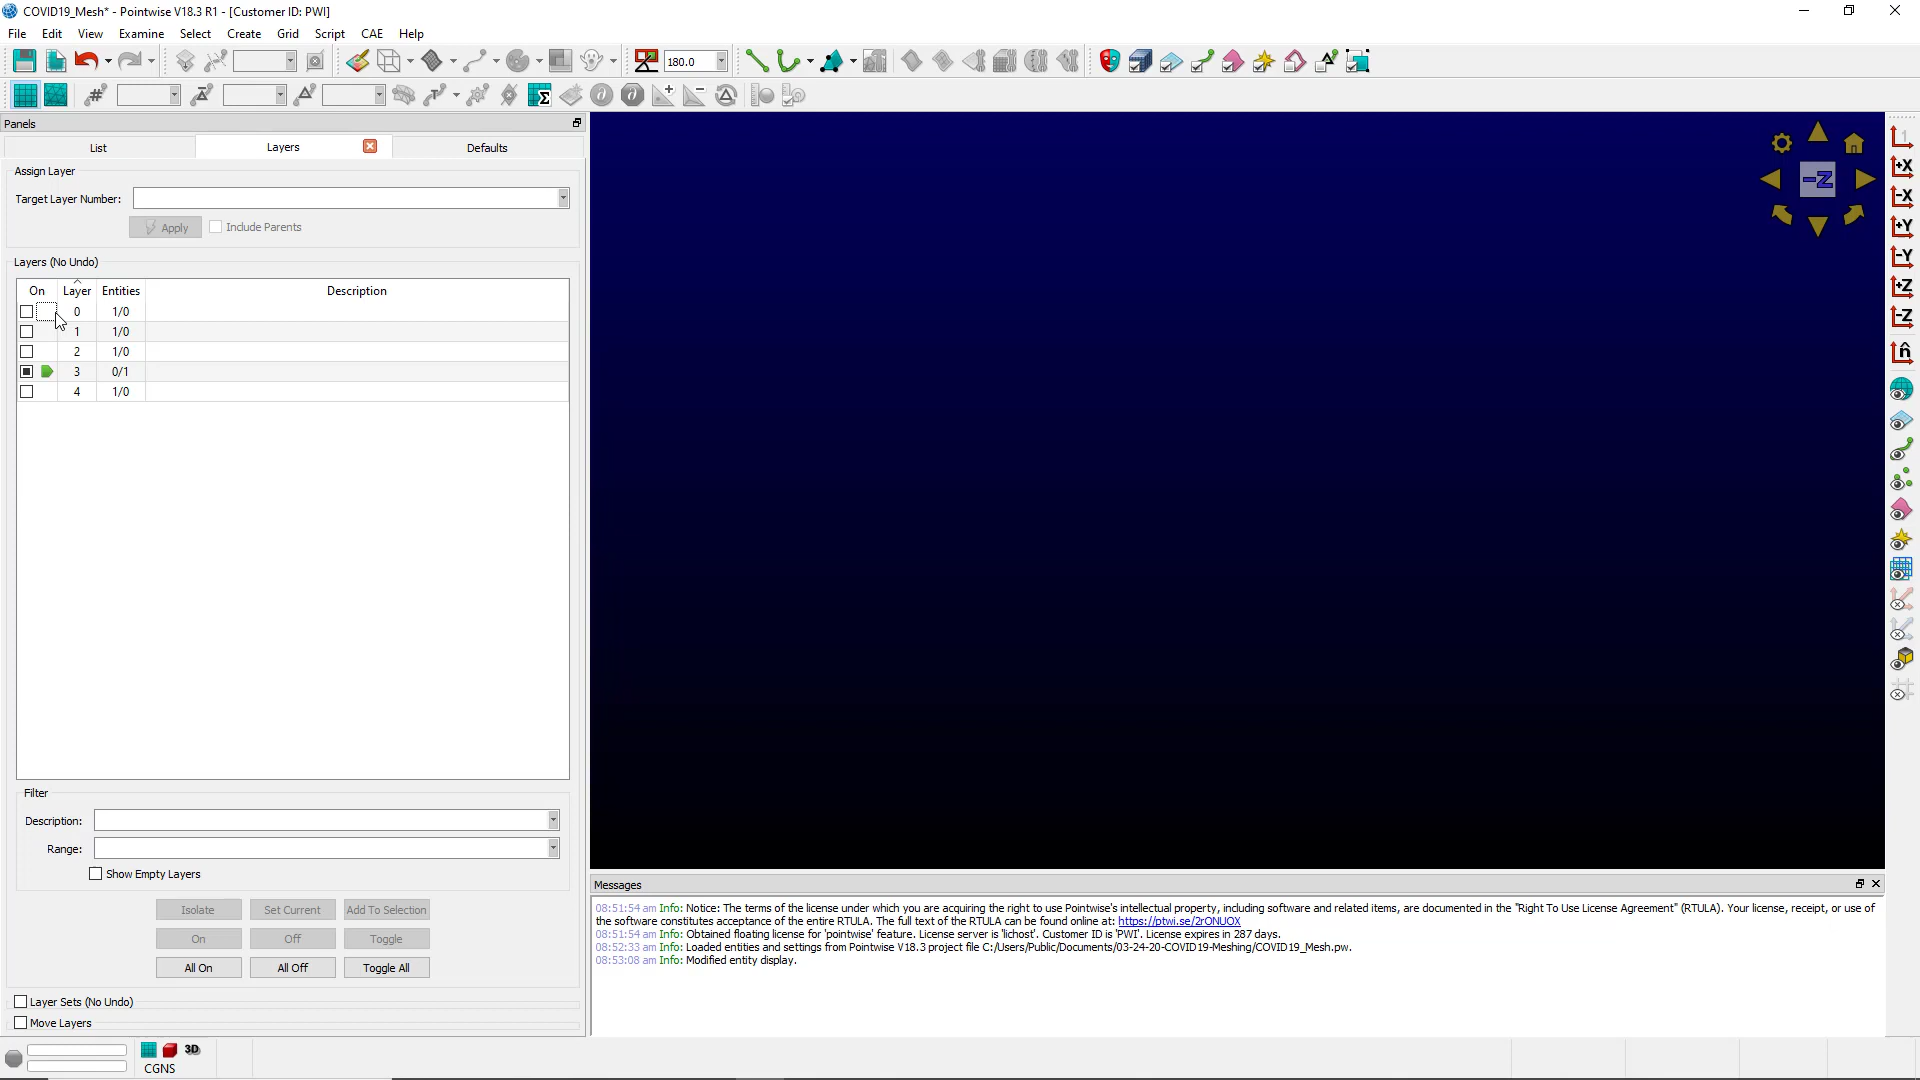 COVID19_Mesh* - Pointwise V18.3 R1 - [Customer ID: PWI]
File Edit View Examine Select Create Grid Script CAE Help
180.0
Panels
List Layers Defaults
Assign Layer
Target Layer Number:
Apply Include Parents
Layers (No Undo)
On Layer Entities Description
0 1/0
1 1/0
2 1/0
3 0/1
4 1/0
Filter
Description:
Range:
Show Empty Layers
Isolate Set Current Add To Selection
On Off Toggle
All On All Off Toggle All
Layer Sets (No Undo)
Move Layers
CGNS
3D
-Z
1
+X
-X
+Y
-Y
+Z
-Z
n̂
Messages
08:51:54 am Info: Notice: The terms of the license under which you are acquiring the right to use Pointwise's intellectual property, including software and related items, are documented in the "Right To Use License Agreement" (RTULA). Your license, receipt, or use of
the software constitutes acceptance of the entire RTULA. The full text of the RTULA can be found online at: https://ptwi.se/2rONUOX
08:51:54 am Info: Obtained floating license for 'pointwise' feature. License server is 'lichost'. Customer ID is 'PWI'. License expires in 287 days.
08:52:33 am Info: Loaded entities and settings from Pointwise V18.3 project file C:/Users/Public/Documents/03-24-20-COVID19-Meshing/COVID19_Mesh.pw.
08:53:08 am Info: Modified entity display.